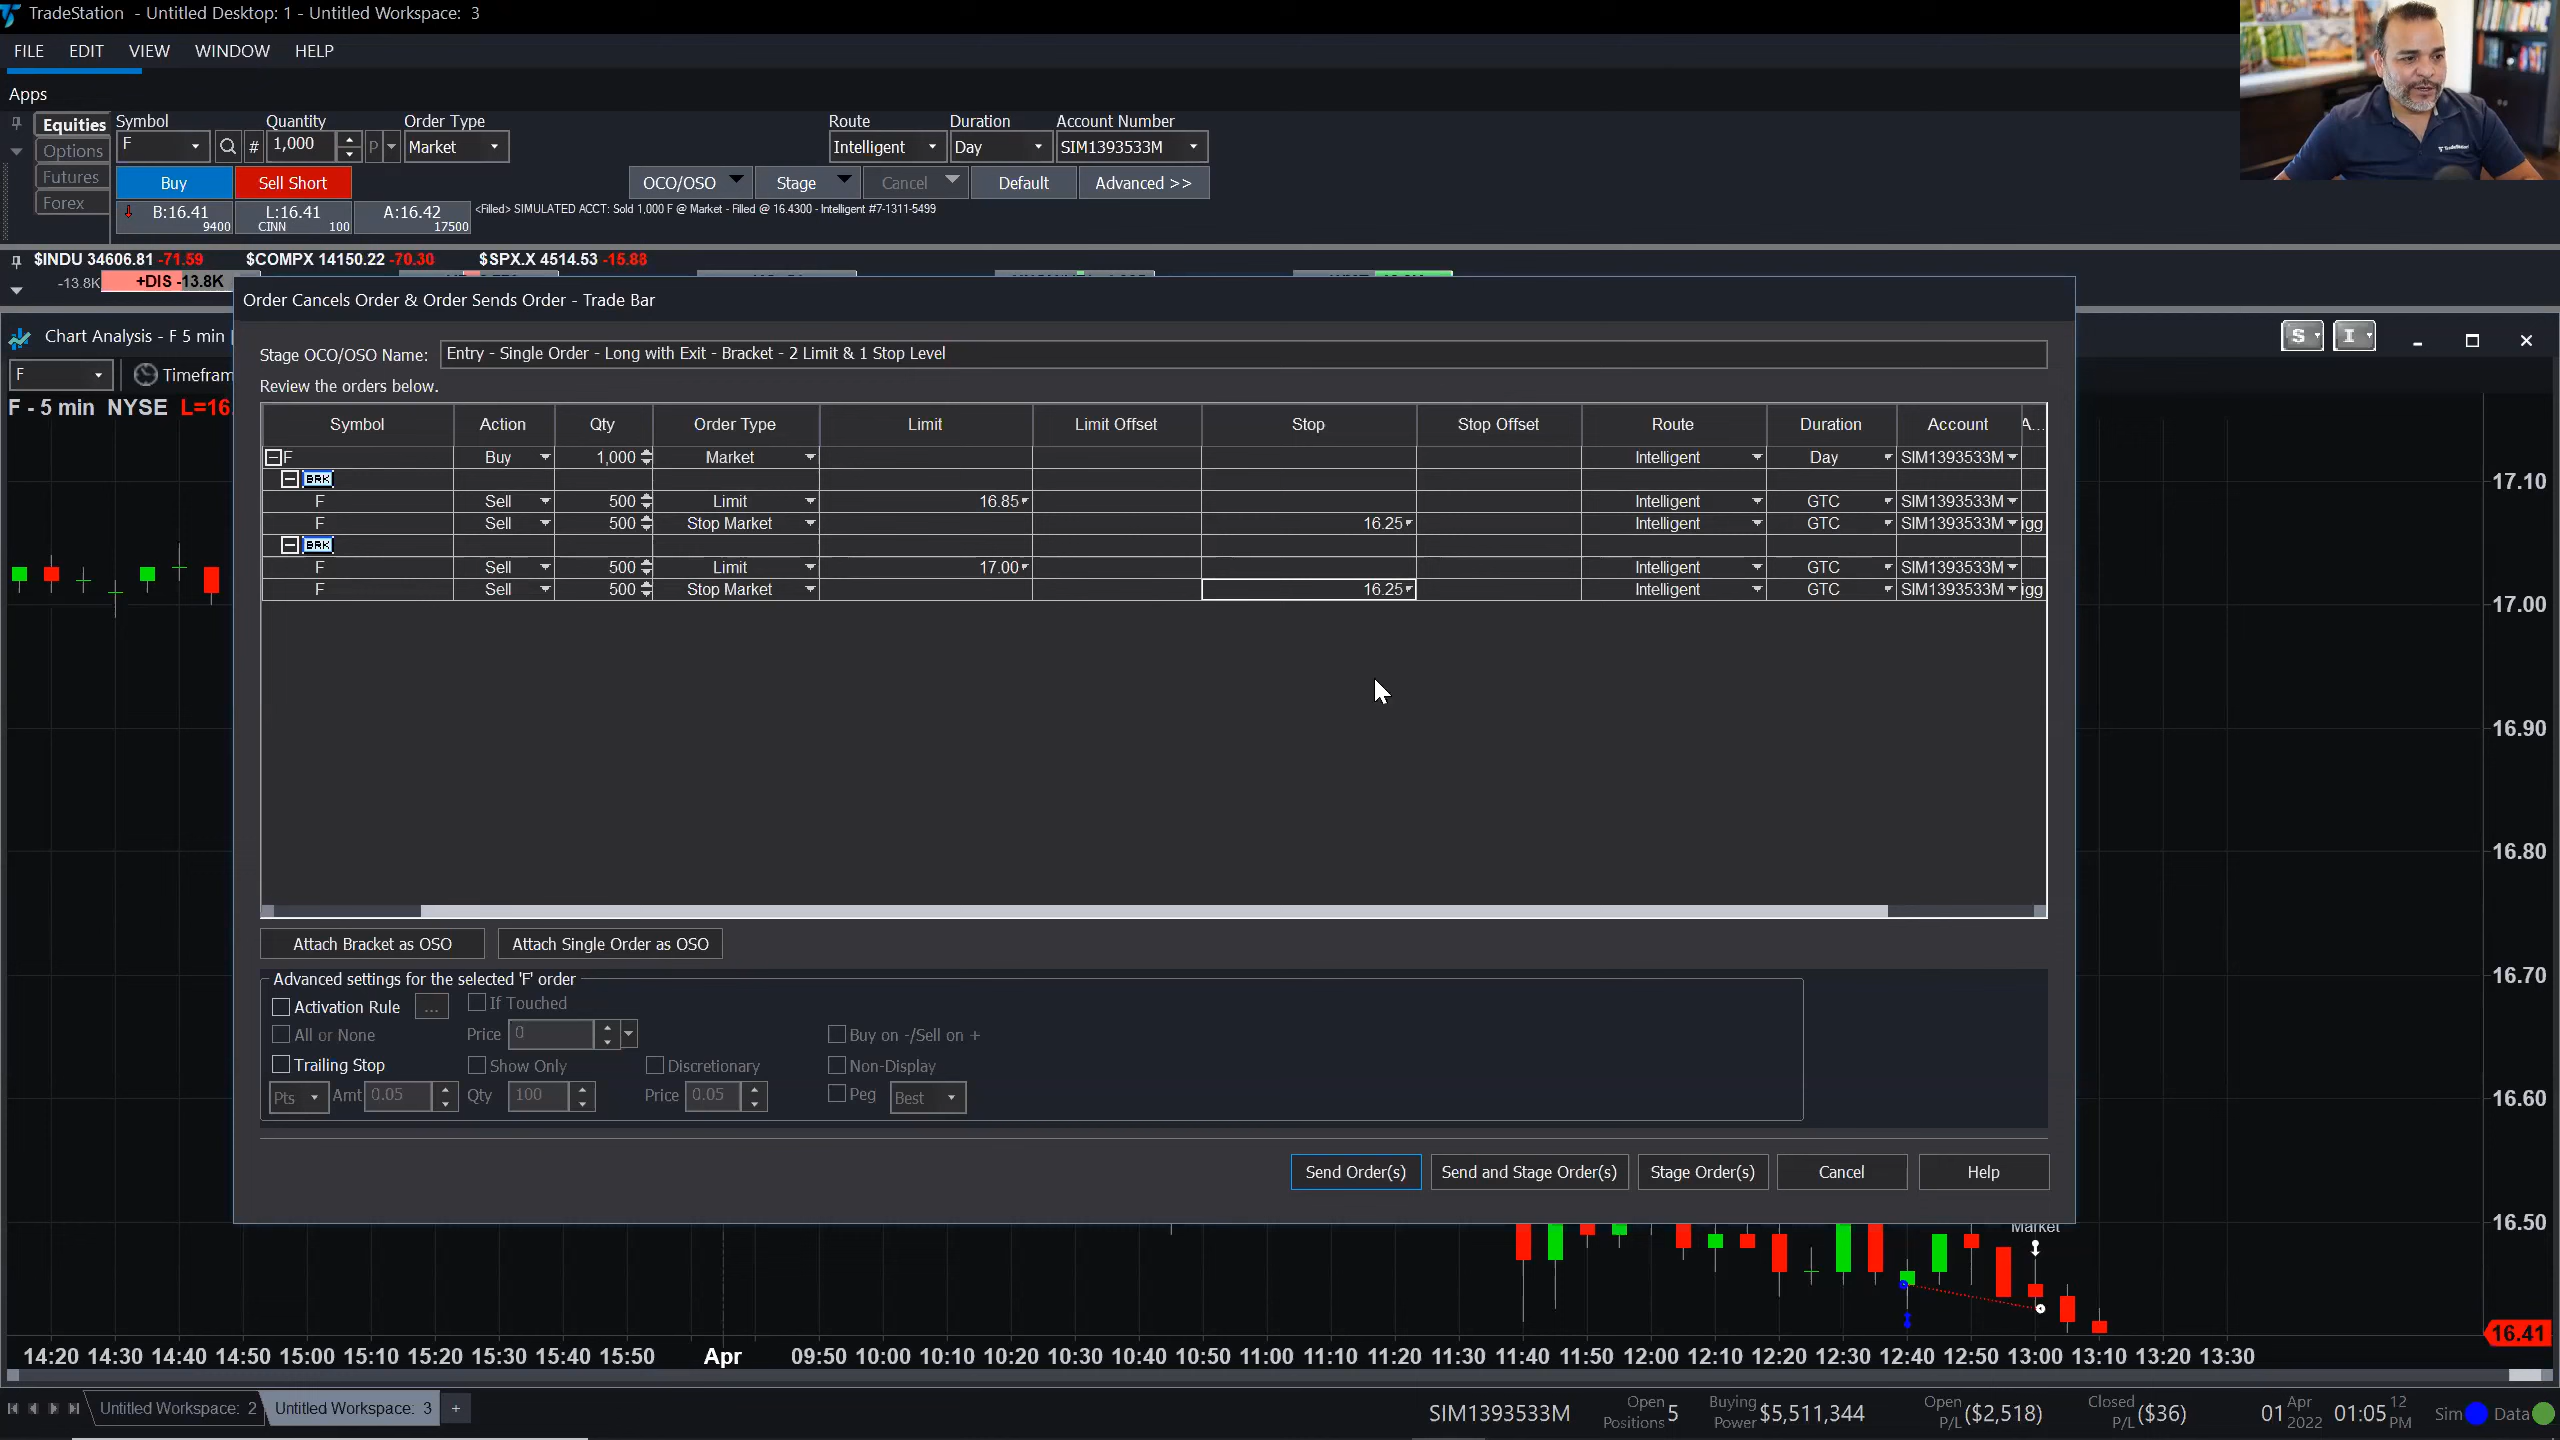 TradeStation - Untitled Desktop: 1 - Untitled Workspace: 3
FILE EDIT VIEW WINDOW HELP
Apps
Equities Symbol Quantity Order Type Route Duration Account Number
F # 1,000 P Market Intelligent Day SIM1393533M
Options
Futures Buy Sell Short OCO/OSO Stage Cancel Default Advanced >>
Forex B:16.41 L:16.41 A:16.42 <Filled> SIMULATED ACCT: Sold 1,000 F @ Market - Filled @ 16.4300 - Intelligent #7-1311-5499
9400 CINN 100 17500
$INDU 34606.81 -71.59 $COMPX 14150.22 -70.30 $SPX.X 4514.53 -15.88
-13.8K +DIS -13.8K
Order Cancels Order & Order Sends Order - Trade Bar
Chart Analysis - F 5 min
S I
Stage OCO/OSO Name: Entry - Single Order - Long with Exit - Bracket - 2 Limit & 1 Stop Level
F Timefram
Review the orders below.
F - 5 min NYSE L=16.
Symbol Action Qty Order Type Limit Limit Offset Stop Stop Offset Route Duration Account A...
F Buy 1,000 Market Intelligent Day SIM1393533M
BRK
F Sell 500 Limit 16.85 Intelligent GTC SIM1393533M
F Sell 500 Stop Market 16.25 Intelligent GTC SIM1393533M igg
BRK
F Sell 500 Limit 17.00 Intelligent GTC SIM1393533M
F Sell 500 Stop Market 16.25 Intelligent GTC SIM1393533M igg
17.10
17.00
16.90
16.80
16.70
16.60
16.50
16.41
Attach Bracket as OSO Attach Single Order as OSO
Advanced settings for the selected 'F' order
Activation Rule ... If Touched
All or None Price 0 Buy on -/Sell on +
Trailing Stop Show Only Discretionary Non-Display
Pts Amt 0.05 Qty 100 Price 0.05 Peg Best
Send Order(s) Send and Stage Order(s) Stage Order(s) Cancel Help
Market
14:20 14:30 14:40 14:50 15:00 15:10 15:20 15:30 15:40 15:50 Apr 09:50 10:00 10:10 10:20 10:30 10:40 10:50 11:00 11:10 11:20 11:30 11:40 11:50 12:00 12:10 12:20 12:30 12:40 12:50 13:00 13:10 13:20 13:30
Untitled Workspace: 2 Untitled Workspace: 3 +
SIM1393533M Open Positions 5 Buying Power $5,511,344 Open P/L ($2,518) Closed P/L ($36) 01 Apr 2022 01:05 12 PM Sim Data